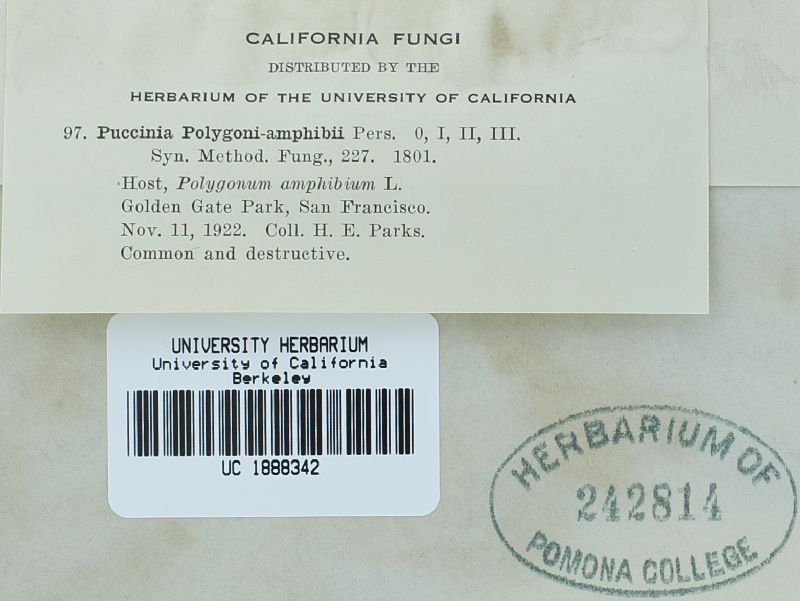 CALIFORNIA FUNGI
DISTRIBUTED BY THE
HERBARIUM OF THE UNIVERSITY OF CALIFORNIA
97. Puccinia Polygoni-amphibii Pers. 0, I, II, III.
Syn. Method. Fung., 227. 1801.
Host, Polygonum amphibium L.
Golden Gate Park, San Francisco.
Nov. 11, 1922. Coll. H. E. Parks.
Common and destructive.
UNIVERSITY HERBARIUM
University of California
Berkeley
UC 1888342
HERBARIUM OF
242814
POMONA COLLEGE